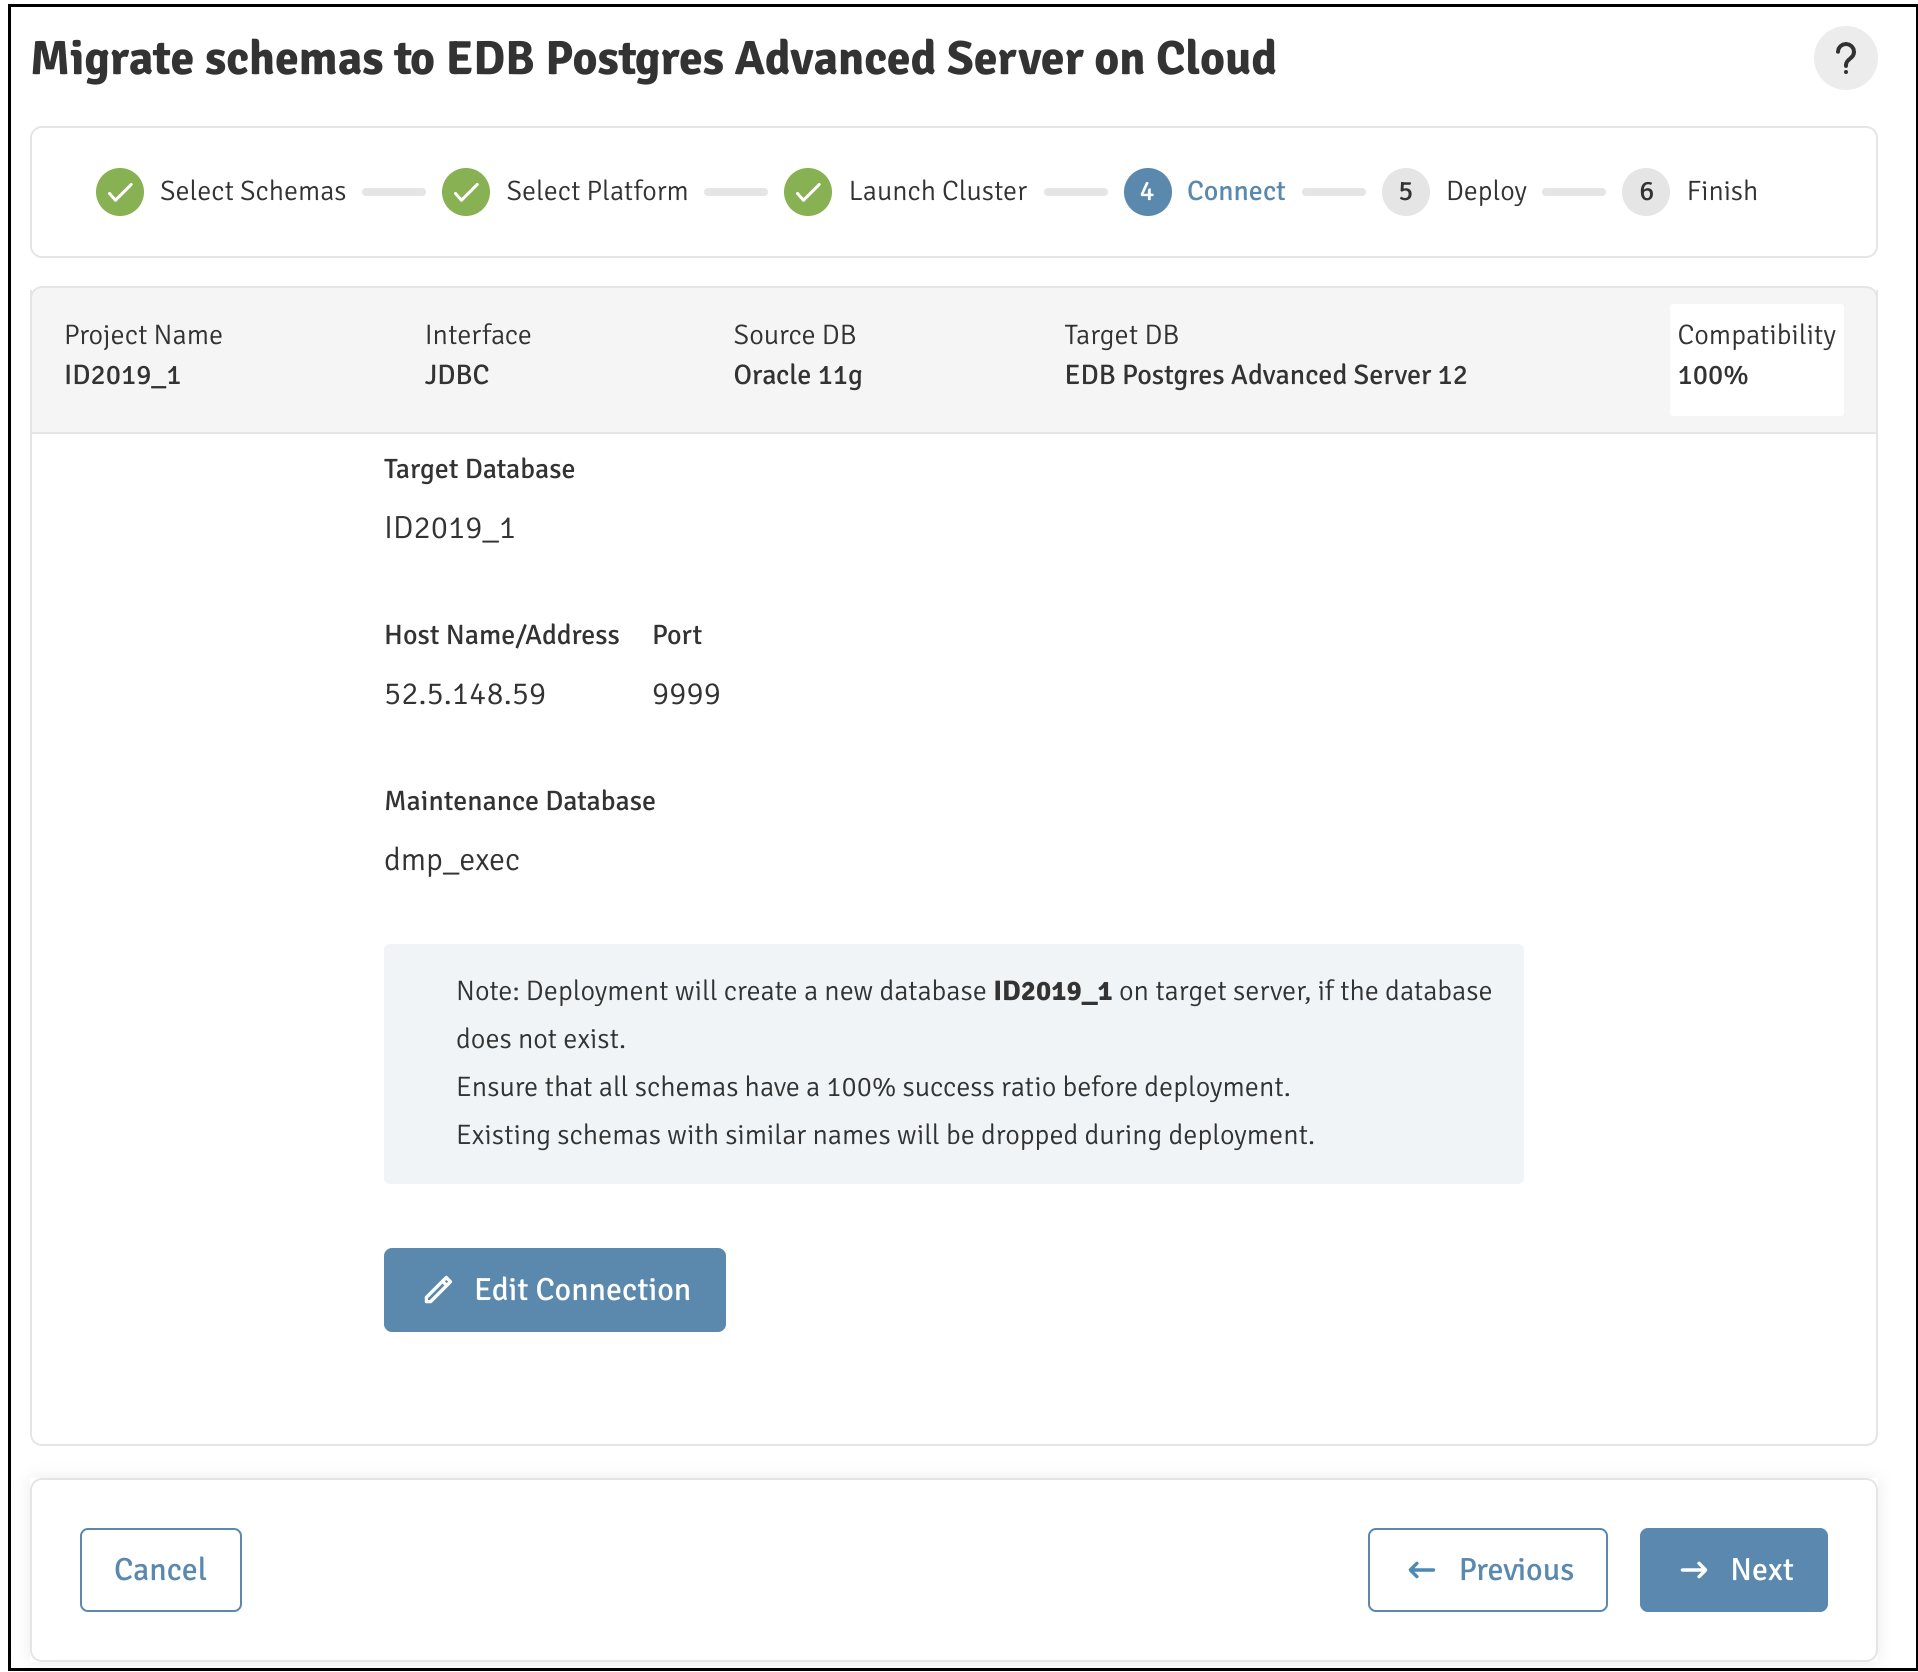 Migrate schemas to EDB Postgres Advanced Server on Cloud
?
Select Schemas
Select Platform
Launch Cluster
4 Connect
5 Deploy
6 Finish
Project Name
ID2019_1
Interface
JDBC
Source DB
Oracle 11g
Target DB
EDB Postgres Advanced Server 12
Compatibility
100%
Target Database
ID2019_1
Host Name/Address Port
52.5.148.59 9999
Maintenance Database
dmp_exec
Note: Deployment will create a new database ID2019_1 on target server, if the database
does not exist.
Ensure that all schemas have a 100% success ratio before deployment.
Existing schemas with similar names will be dropped during deployment.
Edit Connection
Cancel
← Previous
→ Next